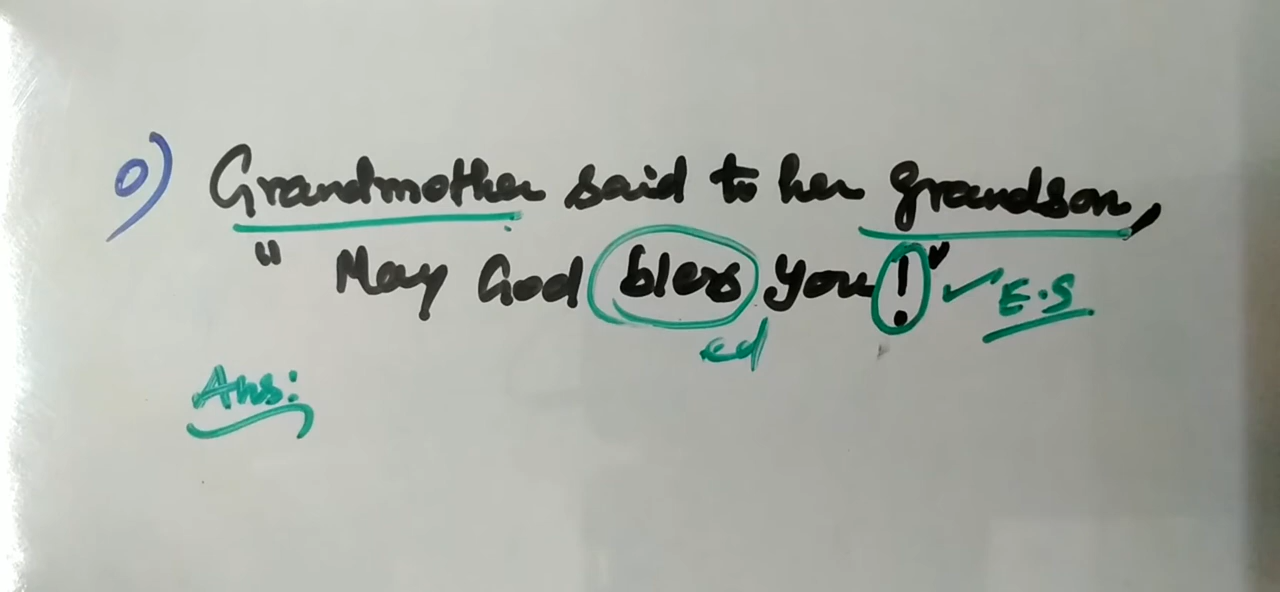 0) Grandmother said to her grandson,
" May God bless you!" ✓ E.S
ed
Ans: